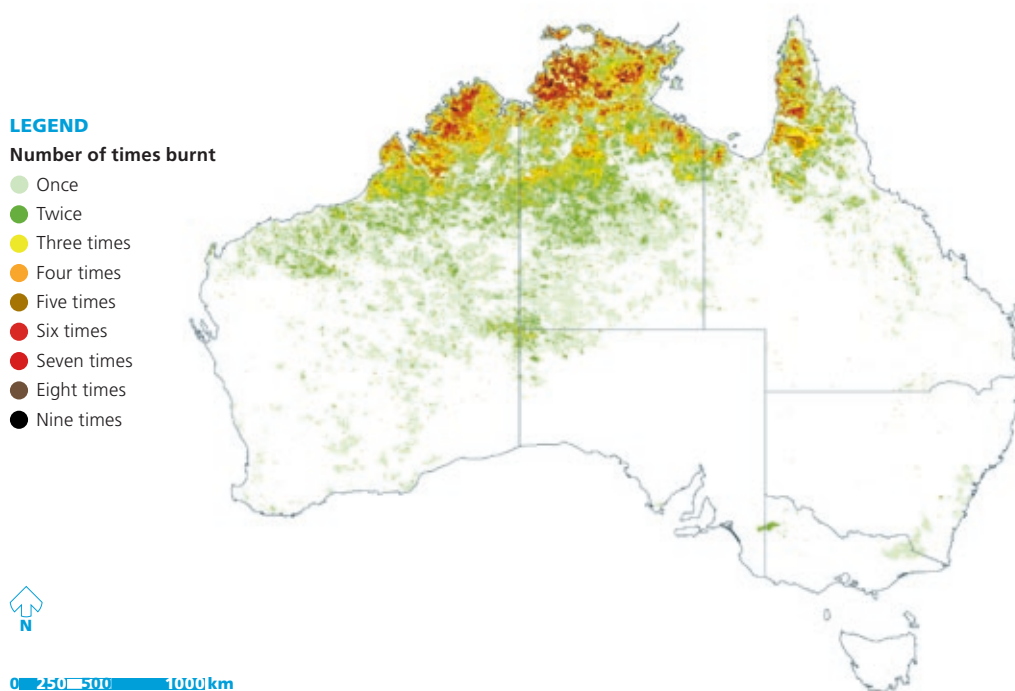 LEGEND
Number of times burnt
Once
Twice
Three times
Four times
Five times
Six times
Seven times
Eight times
Nine times
N
0 250 500 1000 km